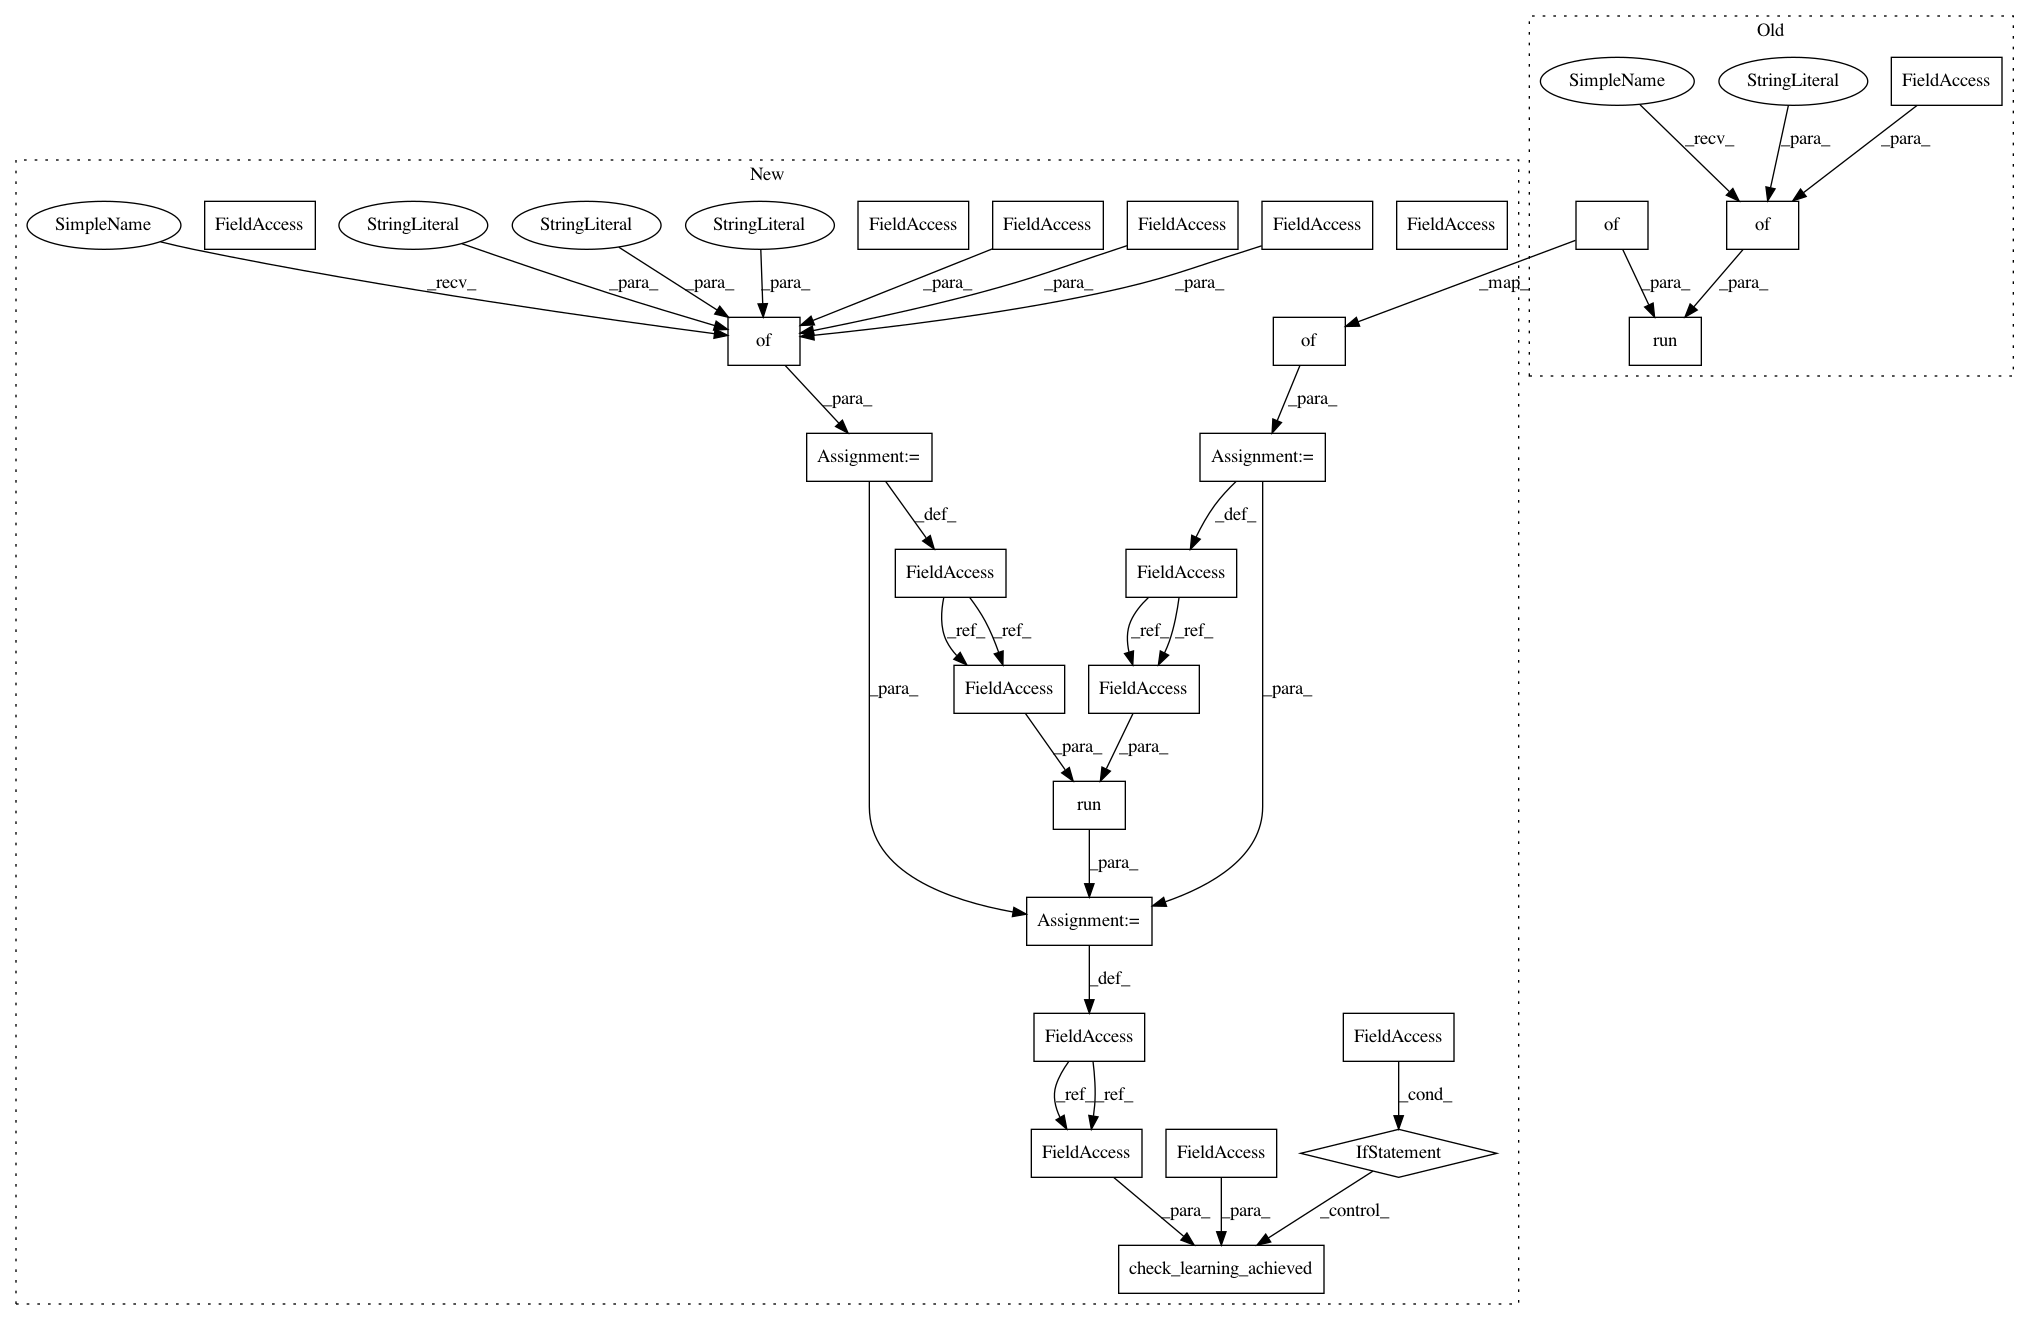 Old
SimpleName
StringLiteral
FieldAccess
_recv_
_para_
_para_
New
SimpleName
FieldAccess
StringLiteral
StringLiteral
StringLiteral
FieldAccess
FieldAccess
FieldAccess
FieldAccess
FieldAccess
of
of
_recv_
_para_
_para_
_para_
_para_
_para_
_para_
_map_
_para_
_para_
of
of
run
_para_
_para_
Assignment:=
Assignment:=
_def_
_def_
FieldAccess
FieldAccess
_ref_
_ref_
_ref_
_ref_
_para_
FieldAccess
FieldAccess
_para_
_para_
_para_
run
_para_
Assignment:=
_def_
FieldAccess
FieldAccess
_ref_
_ref_
_cond_
FieldAccess
FieldAccess
IfStatement
_para_
_para_
_control_
check_learning_achieved